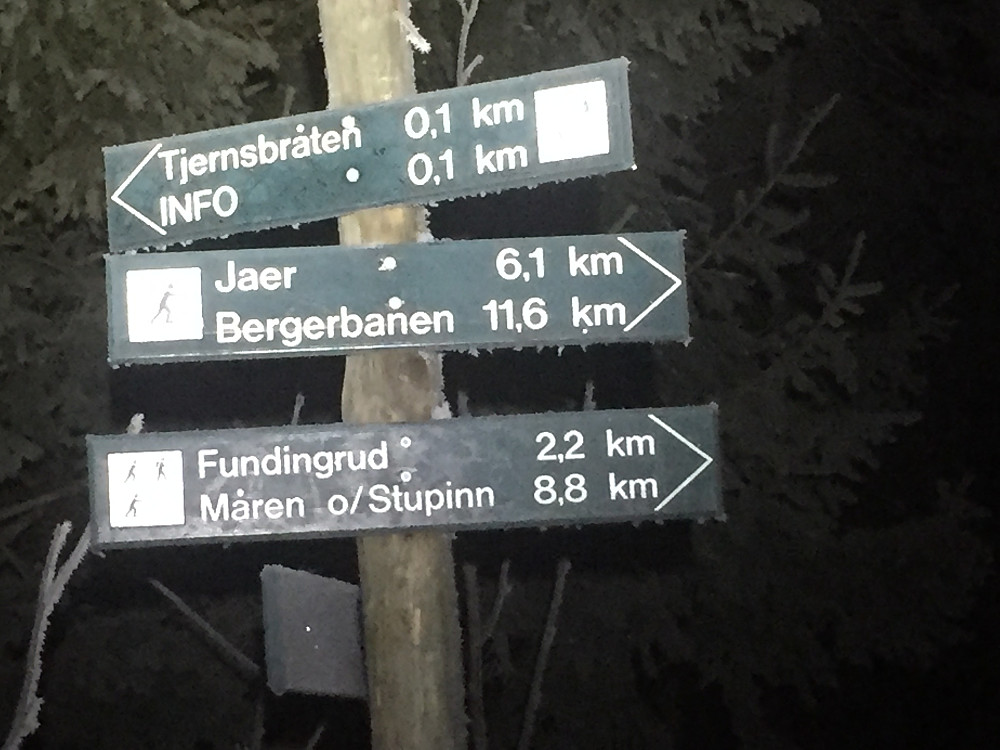 Tjernsbråten 0,1 km
INFO 0,1 km
Jaer 6,1 km
Bergerbanen 11,6 km
Fundingrud 2,2 km
Måren o/Stupinn 8,8 km